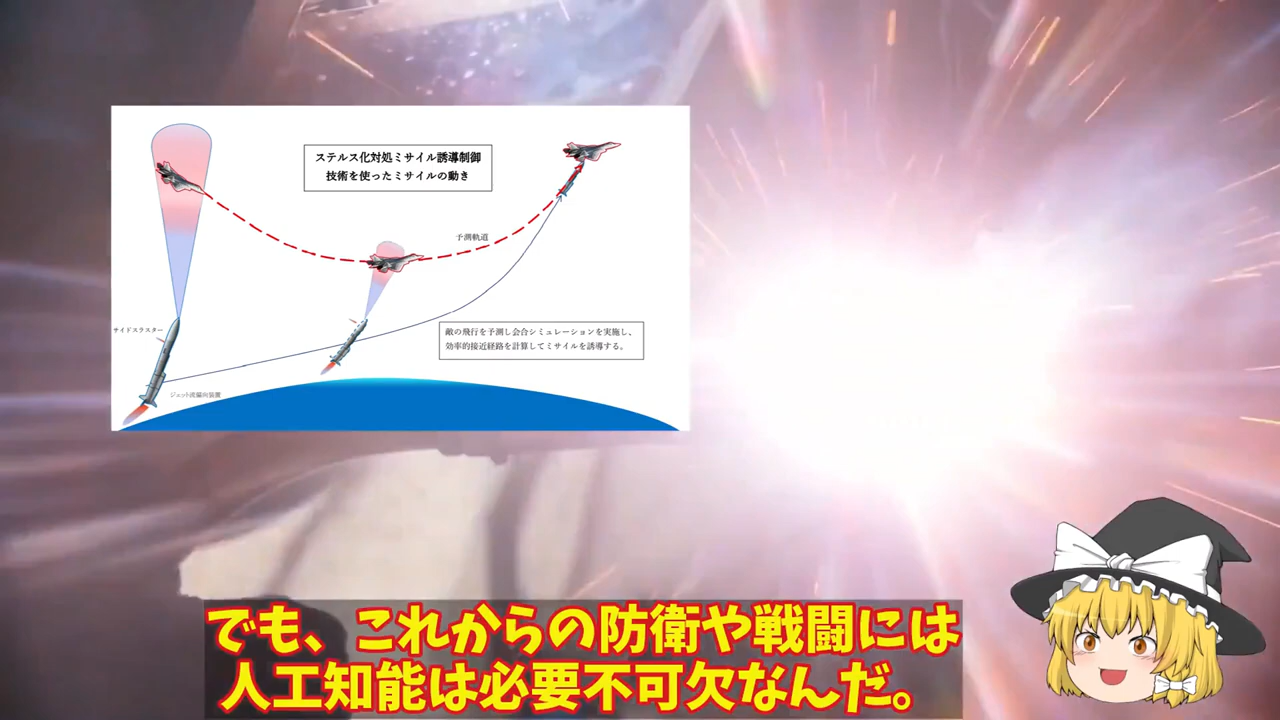 ステルス化対処ミサイル誘導制御
技術を使ったミサイルの動き
予測軌道
サイドスラスター
敵の飛行を予測し会合シミュレーションを実施し、
効率的接近経路を計算してミサイルを誘導する。
ジェット流偏向装置
でも、これからの防衛や戦闘には
人工知能は必要不可欠なんだ。